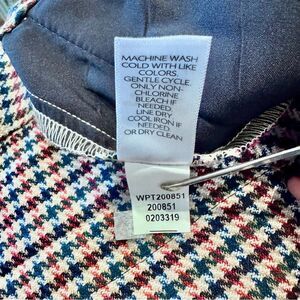 MACHINE WASH
COLD WITH LIKE
COLORS,
GENTLE CYCLE
ONLY NON-
CHLORINE
BLEACH IF
NEEDED
LINE DRY
COOL IRON IF
NEEDED
OR DRY CLEAN
WPT200851
200851
0203319